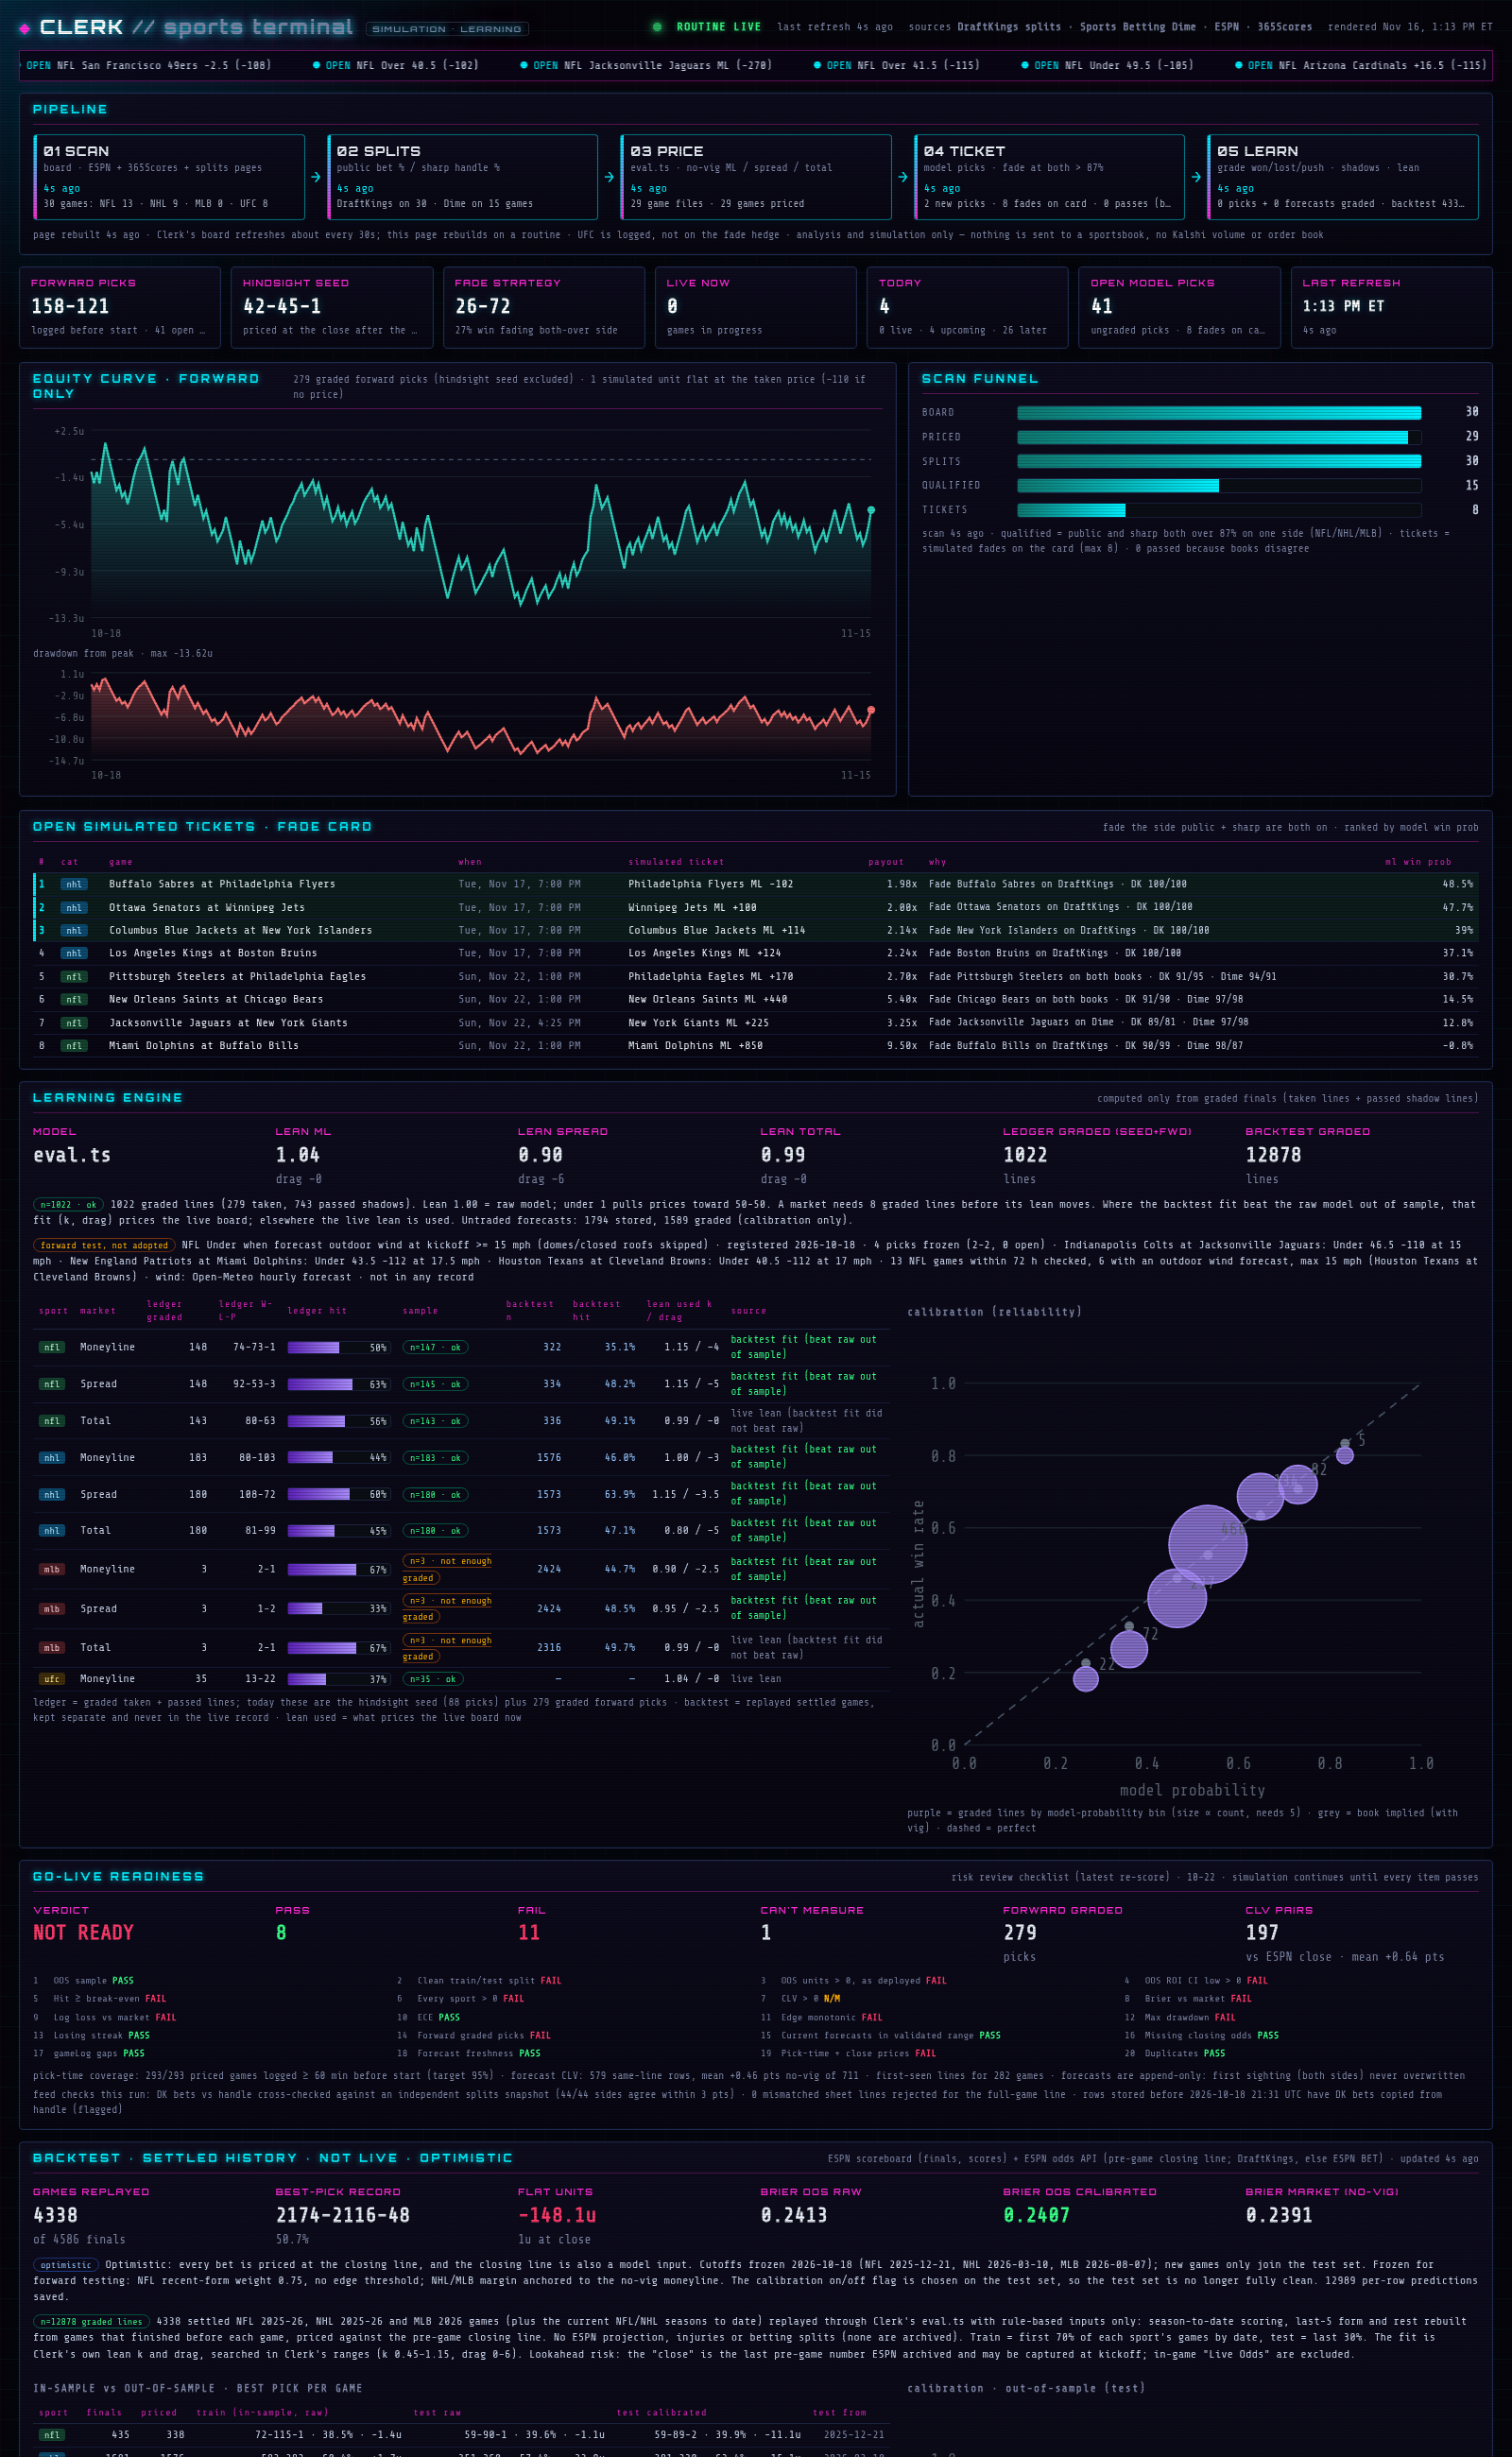 ◆ CLERK // sports terminal SIMULATION · LEARNING
ROUTINE LIVE last refresh 4s ago sources DraftKings splits · Sports Betting Dime · ESPN · 365Scores rendered Nov 16, 1:13 PM ET
OPEN NFL San Francisco 49ers -2.5 (-108) ● OPEN NFL Over 40.5 (-102) ● OPEN NFL Jacksonville Jaguars ML (-270) ● OPEN NFL Over 41.5 (-115) ● OPEN NFL Under 49.5 (-105) ● OPEN NFL Arizona Cardinals +16.5 (-115)
PIPELINE
01 SCAN
board · ESPN + 365Scores + splits pages
4s ago
30 games: NFL 13 · NHL 9 · MLB 0 · UFC 8
→
02 SPLITS
public bet % / sharp handle %
4s ago
DraftKings on 30 · Dime on 15 games
→
03 PRICE
eval.ts · no-vig ML / spread / total
4s ago
29 game files · 29 games priced
→
04 TICKET
model picks · fade at both > 87%
4s ago
2 new picks · 8 fades on card · 0 passes (b…
→
05 LEARN
grade won/lost/push · shadows · lean
4s ago
0 picks + 0 forecasts graded · backtest 433…
page rebuilt 4s ago · Clerk's board refreshes about every 30s; this page rebuilds on a routine · UFC is logged, not on the fade hedge · analysis and simulation only — nothing is sent to a sportsbook, no Kalshi volume or order book
FORWARD PICKS
158-121
logged before start · 41 open …
HINDSIGHT SEED
42-45-1
priced at the close after the …
FADE STRATEGY
26-72
27% win fading both-over side
LIVE NOW
0
games in progress
TODAY
4
0 live · 4 upcoming · 26 later
OPEN MODEL PICKS
41
ungraded picks · 8 fades on ca…
LAST REFRESH
1:13 PM ET
4s ago
EQUITY CURVE · FORWARD ONLY
279 graded forward picks (hindsight seed excluded) · 1 simulated unit flat at the taken price (-110 if no price)
+2.5u
-1.4u
-5.4u
-9.3u
-13.3u
10-18 11-15
drawdown from peak · max -13.62u
1.1u
-2.9u
-6.8u
-10.8u
-14.7u
10-18 11-15
SCAN FUNNEL
BOARD 30
PRICED 29
SPLITS 30
QUALIFIED 15
TICKETS 8
scan 4s ago · qualified = public and sharp both over 87% on one side (NFL/NHL/MLB) · tickets =
simulated fades on the card (max 8) · 0 passed because books disagree
OPEN SIMULATED TICKETS · FADE CARD fade the side public + sharp are both on · ranked by model win prob
# cat game when simulated ticket payout why ml win prob
1 nhl Buffalo Sabres at Philadelphia Flyers Tue, Nov 17, 7:00 PM Philadelphia Flyers ML -102 1.98x Fade Buffalo Sabres on DraftKings · DK 100/100 48.5%
2 nhl Ottawa Senators at Winnipeg Jets Tue, Nov 17, 7:00 PM Winnipeg Jets ML +100 2.00x Fade Ottawa Senators on DraftKings · DK 100/100 47.7%
3 nhl Columbus Blue Jackets at New York Islanders Tue, Nov 17, 7:00 PM Columbus Blue Jackets ML +114 2.14x Fade New York Islanders on DraftKings · DK 100/100 39%
4 nhl Los Angeles Kings at Boston Bruins Tue, Nov 17, 7:00 PM Los Angeles Kings ML +124 2.24x Fade Boston Bruins on DraftKings · DK 100/100 37.1%
5 nfl Pittsburgh Steelers at Philadelphia Eagles Sun, Nov 22, 1:00 PM Philadelphia Eagles ML +170 2.70x Fade Pittsburgh Steelers on both books · DK 91/95 · Dime 94/91 30.7%
6 nfl New Orleans Saints at Chicago Bears Sun, Nov 22, 1:00 PM New Orleans Saints ML +440 5.40x Fade Chicago Bears on both books · DK 91/90 · Dime 97/98 14.5%
7 nfl Jacksonville Jaguars at New York Giants Sun, Nov 22, 4:25 PM New York Giants ML +225 3.25x Fade Jacksonville Jaguars on Dime · DK 89/81 · Dime 97/98 12.8%
8 nfl Miami Dolphins at Buffalo Bills Sun, Nov 22, 1:00 PM Miami Dolphins ML +850 9.50x Fade Buffalo Bills on DraftKings · DK 90/99 · Dime 98/87 -0.8%
LEARNING ENGINE computed only from graded finals (taken lines + passed shadow lines)
MODEL
eval.ts
LEAN ML
1.04
drag -0
LEAN SPREAD
0.90
drag -6
LEAN TOTAL
0.99
drag -0
LEDGER GRADED (SEED+FWD)
1022
lines
BACKTEST GRADED
12878
lines
n=1022 · ok 1022 graded lines (279 taken, 743 passed shadows). Lean 1.00 = raw model; under 1 pulls prices toward 50-50. A market needs 8 graded lines before its lean moves. Where the backtest fit beat the raw model out of sample, that
fit (k, drag) prices the live board; elsewhere the live lean is used. Untraded forecasts: 1794 stored, 1589 graded (calibration only).
forward test, not adopted NFL Under when forecast outdoor wind at kickoff >= 15 mph (domes/closed roofs skipped) · registered 2026-10-18 · 4 picks frozen (2-2, 0 open) · Indianapolis Colts at Jacksonville Jaguars: Under 46.5 -110 at 15
mph · New England Patriots at Miami Dolphins: Under 43.5 -112 at 17.5 mph · Houston Texans at Cleveland Browns: Under 40.5 -112 at 17 mph · 13 NFL games within 72 h checked, 6 with an outdoor wind forecast, max 15 mph (Houston Texans at
Cleveland Browns) · wind: Open-Meteo hourly forecast · not in any record
sport market ledger graded ledger W-L-P ledger hit sample backtest n backtest hit lean used k / drag source
nfl Moneyline 148 74-73-1 50% n=147 · ok 322 35.1% 1.15 / -4 backtest fit (beat raw out of sample)
nfl Spread 148 92-53-3 63% n=145 · ok 334 48.2% 1.15 / -5 backtest fit (beat raw out of sample)
nfl Total 143 80-63 56% n=143 · ok 336 49.1% 0.99 / -0 live lean (backtest fit did not beat raw)
nhl Moneyline 183 80-103 44% n=183 · ok 1576 46.0% 1.00 / -3 backtest fit (beat raw out of sample)
nhl Spread 180 108-72 60% n=180 · ok 1573 63.9% 1.15 / -3.5 backtest fit (beat raw out of sample)
nhl Total 180 81-99 45% n=180 · ok 1573 47.1% 0.80 / -5 backtest fit (beat raw out of sample)
mlb Moneyline 3 2-1 67% n=3 · not enough graded 2424 44.7% 0.90 / -2.5 backtest fit (beat raw out of sample)
mlb Spread 3 1-2 33% n=3 · not enough graded 2424 48.5% 0.95 / -2.5 backtest fit (beat raw out of sample)
mlb Total 3 2-1 67% n=3 · not enough graded 2316 49.7% 0.99 / -0 live lean (backtest fit did not beat raw)
ufc Moneyline 35 13-22 37% n=35 · ok — — 1.04 / -0 live lean
ledger = graded taken + passed lines; today these are the hindsight seed (88 picks) plus 279 graded forward picks · backtest = replayed settled games,
kept separate and never in the live record · lean used = what prices the live board now
calibration (reliability)
1.0
0.8
0.6
0.4
0.2
0.0
actual win rate
5
82
72
22
0.0 0.2 0.4 0.6 0.8 1.0
model probability
purple = graded lines by model-probability bin (size ∝ count, needs 5) · grey = book implied (with
vig) · dashed = perfect
GO-LIVE READINESS risk review checklist (latest re-score) · 10-22 · simulation continues until every item passes
VERDICT
NOT READY
PASS
8
FAIL
11
CAN'T MEASURE
1
FORWARD GRADED
279
picks
CLV PAIRS
197
vs ESPN close · mean +0.64 pts
1 OOS sample PASS 2 Clean train/test split FAIL 3 OOS units > 0, as deployed FAIL 4 OOS ROI CI low > 0 FAIL
5 Hit ≥ break-even FAIL 6 Every sport > 0 FAIL 7 CLV > 0 N/M 8 Brier vs market FAIL
9 Log loss vs market FAIL 10 ECE PASS 11 Edge monotonic FAIL 12 Max drawdown FAIL
13 Losing streak PASS 14 Forward graded picks FAIL 15 Current forecasts in validated range PASS 16 Missing closing odds PASS
17 gameLog gaps PASS 18 Forecast freshness PASS 19 Pick-time + close prices FAIL 20 Duplicates PASS
pick-time coverage: 293/293 priced games logged ≥ 60 min before start (target 95%) · forecast CLV: 579 same-line rows, mean +0.46 pts no-vig of 711 · first-seen lines for 282 games · forecasts are append-only: first sighting (both sides) never overwritten
feed checks this run: DK bets vs handle cross-checked against an independent splits snapshot (44/44 sides agree within 3 pts) · 0 mismatched sheet lines rejected for the full-game line · rows stored before 2026-10-18 21:31 UTC have DK bets copied from
handle (flagged)
BACKTEST · SETTLED HISTORY · NOT LIVE · OPTIMISTIC ESPN scoreboard (finals, scores) + ESPN odds API (pre-game closing line; DraftKings, else ESPN BET) · updated 4s ago
GAMES REPLAYED
4338
of 4586 finals
BEST-PICK RECORD
2174-2116-48
50.7%
FLAT UNITS
-148.1u
1u at close
BRIER OOS RAW
0.2413
BRIER OOS CALIBRATED
0.2407
BRIER MARKET (NO-VIG)
0.2391
optimistic Optimistic: every bet is priced at the closing line, and the closing line is also a model input. Cutoffs frozen 2026-10-18 (NFL 2025-12-21, NHL 2026-03-10, MLB 2026-08-07); new games only join the test set. Frozen for
forward testing: NFL recent-form weight 0.75, no edge threshold; NHL/MLB margin anchored to the no-vig moneyline. The calibration on/off flag is chosen on the test set, so the test set is no longer fully clean. 12989 per-row predictions
saved.
n=12878 graded lines 4338 settled NFL 2025-26, NHL 2025-26 and MLB 2026 games (plus the current NFL/NHL seasons to date) replayed through Clerk's eval.ts with rule-based inputs only: season-to-date scoring, last-5 form and rest rebuilt
from games that finished before each game, priced against the pre-game closing line. No ESPN projection, injuries or betting splits (none are archived). Train = first 70% of each sport's games by date, test = last 30%. The fit is
Clerk's own lean k and drag, searched in Clerk's ranges (k 0.45-1.15, drag 0-6). Lookahead risk: the "close" is the last pre-game number ESPN archived and may be captured at kickoff; in-game "Live Odds" are excluded.
IN-SAMPLE vs OUT-OF-SAMPLE · BEST PICK PER GAME
calibration · out-of-sample (test)
sport finals priced train (in-sample, raw) test raw test calibrated test from
nfl 435 338 72-115-1 · 38.5% · -1.4u 59-90-1 · 39.6% · -1.1u 59-89-2 · 39.9% · -11.1u 2025-12-21